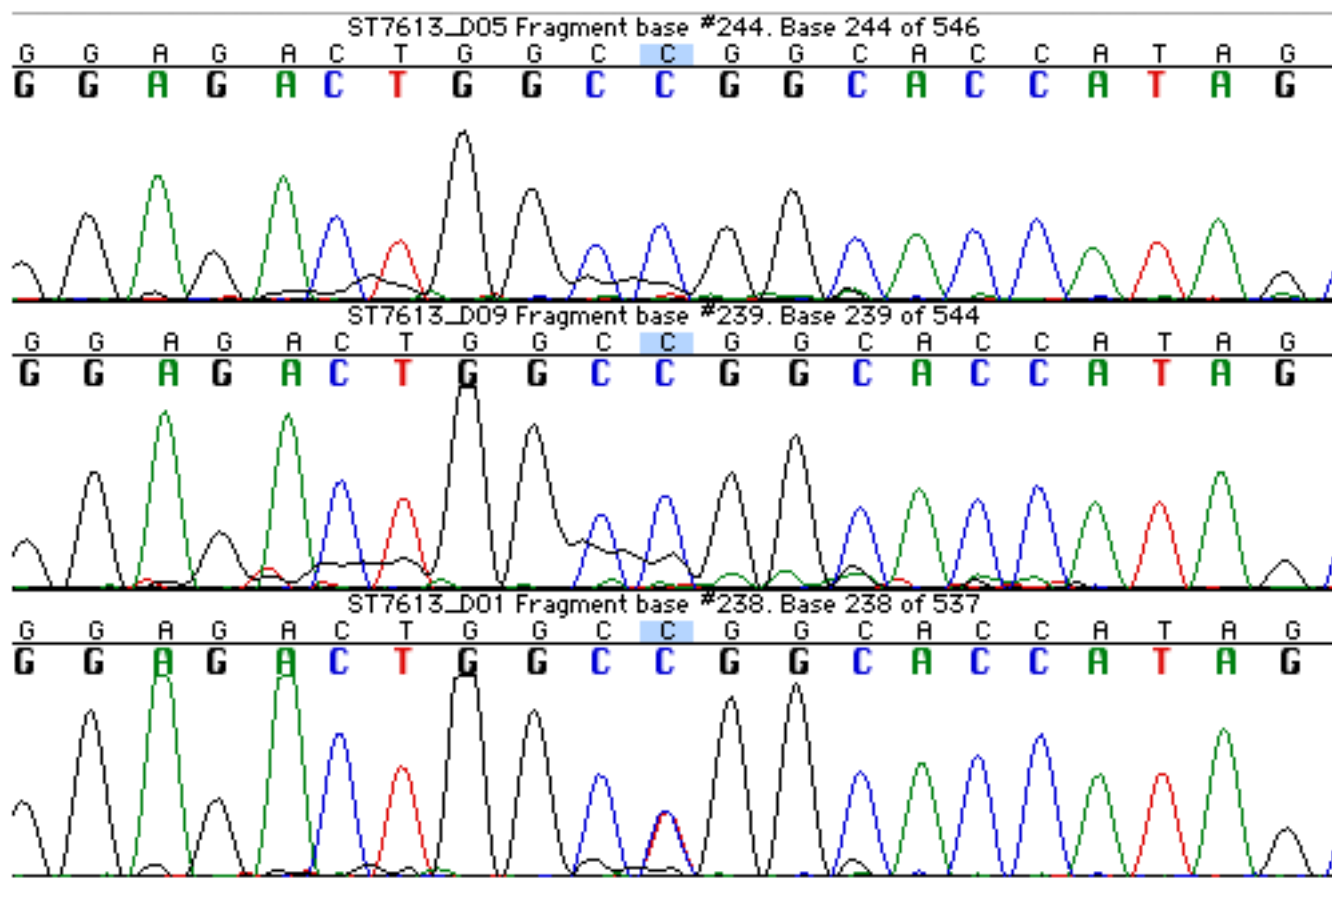 ST7613_D05 Fragment base #244. Base 244 of 546
G G A G A C T G G C C G G C A C C A T A G
G G A G A C T G G C C G G C A C C A T A G
ST7613_D09 Fragment base #239. Base 239 of 544
G G A G A C T G G C C G G C A C C A T A G
G G A G A C T G G C C G G C A C C A T A G
ST7613_D01 Fragment base #238. Base 238 of 537
G G A G A C T G G C C G G C A C C A T A G
G G A G A C T G G C C G G C A C C A T A G